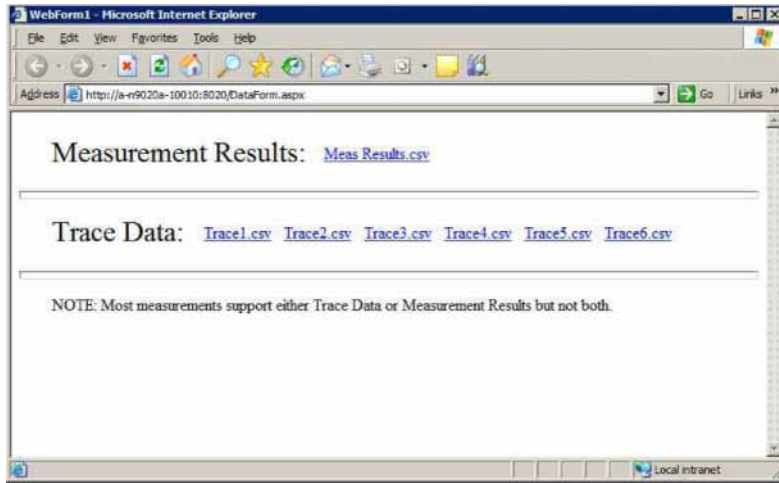 WebForm1 - Microsoft Internet Explorer
File Edit View Favorites Tools Help
Address http://a-n9020a-10010:8020/DataForm.aspx Go Links »
Measurement Results: Meas Results.csv
Trace Data: Trace1.csv Trace2.csv Trace3.csv Trace4.csv Trace5.csv Trace6.csv
NOTE: Most measurements support either Trace Data or Measurement Results but not both.
Local intranet